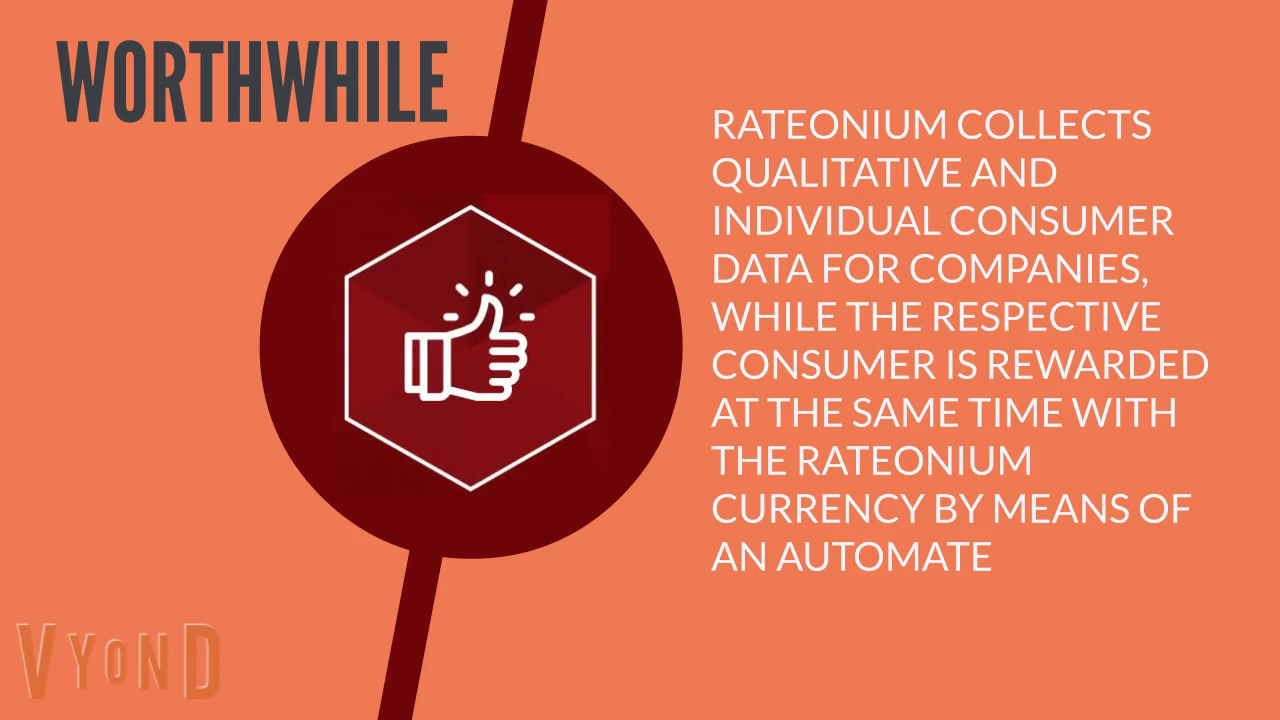 WORTHWHILE
RATEONIUM COLLECTS
QUALITATIVE AND
INDIVIDUAL CONSUMER
DATA FOR COMPANIES,
WHILE THE RESPECTIVE
CONSUMER IS REWARDED
AT THE SAME TIME WITH
THE RATEONIUM
CURRENCY BY MEANS OF
AN AUTOMATE
VYOND